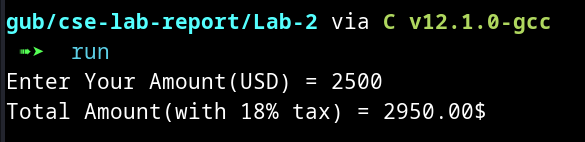 gub/cse-lab-report/Lab-2 via C v12.1.0-gcc
➠➤ run
Enter Your Amount(USD) = 2500
Total Amount(with 18% tax) = 2950.00$